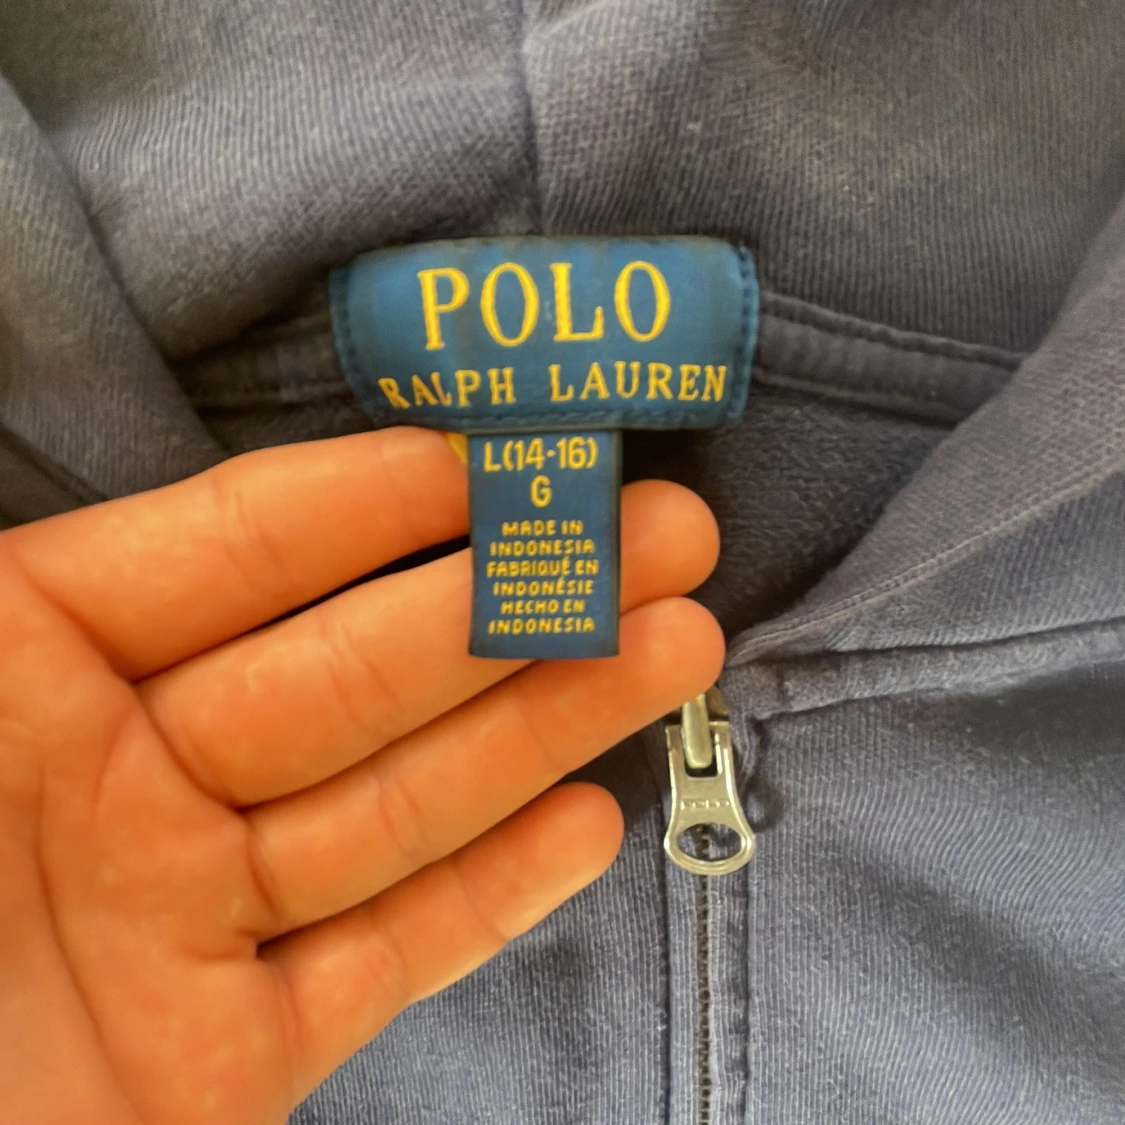 POLO
RALPH LAUREN
L(14-16)
G
MADE IN
INDONESIA
FABRIQUÉ EN
INDONÉSIE
HECHO EN
INDONESIA